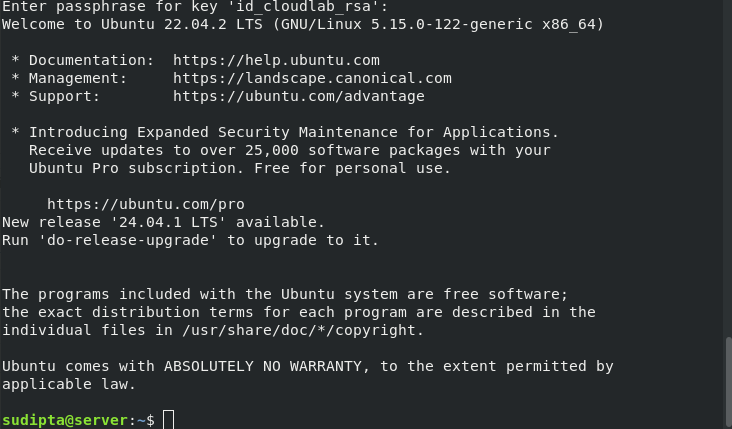 Enter passphrase for key 'id_cloudlab_rsa':
Welcome to Ubuntu 22.04.2 LTS (GNU/Linux 5.15.0-122-generic x86_64)
* Documentation:  https://help.ubuntu.com
* Management:     https://landscape.canonical.com
* Support:        https://ubuntu.com/advantage
* Introducing Expanded Security Maintenance for Applications.
Receive updates to over 25,000 software packages with your
Ubuntu Pro subscription. Free for personal use.
https://ubuntu.com/pro
New release '24.04.1 LTS' available.
Run 'do-release-upgrade' to upgrade to it.
The programs included with the Ubuntu system are free software;
the exact distribution terms for each program are described in the
individual files in /usr/share/doc/*/copyright.
Ubuntu comes with ABSOLUTELY NO WARRANTY, to the extent permitted by
applicable law.
sudipta@server:~$